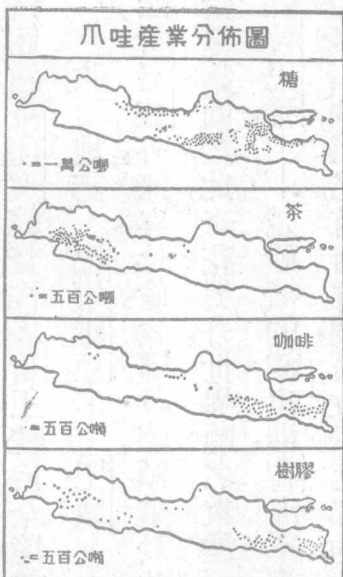 爪哇產業分佈圖
糖
·=一萬公噸
茶
·=五百公噸
咖啡
·=五百公噸
樹膠
·=五百公噸